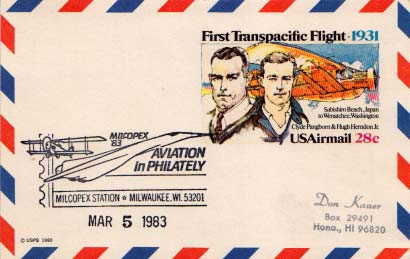 First Transpacific Flight · 1931
Sabishiro Beach, Japan
to Wenatchee, Washington
Clyde Pangborn & Hugh Herndon Jr.
USAirmail 28c
MILCOPEX
83
AVIATION
in PHILATELY
MILCOPEX STATION ★ MILWAUKEE, WI. 53201
MAR 5 1983
Don Kauer
Box 29491
Hono., HI 96820
© USPS 1980